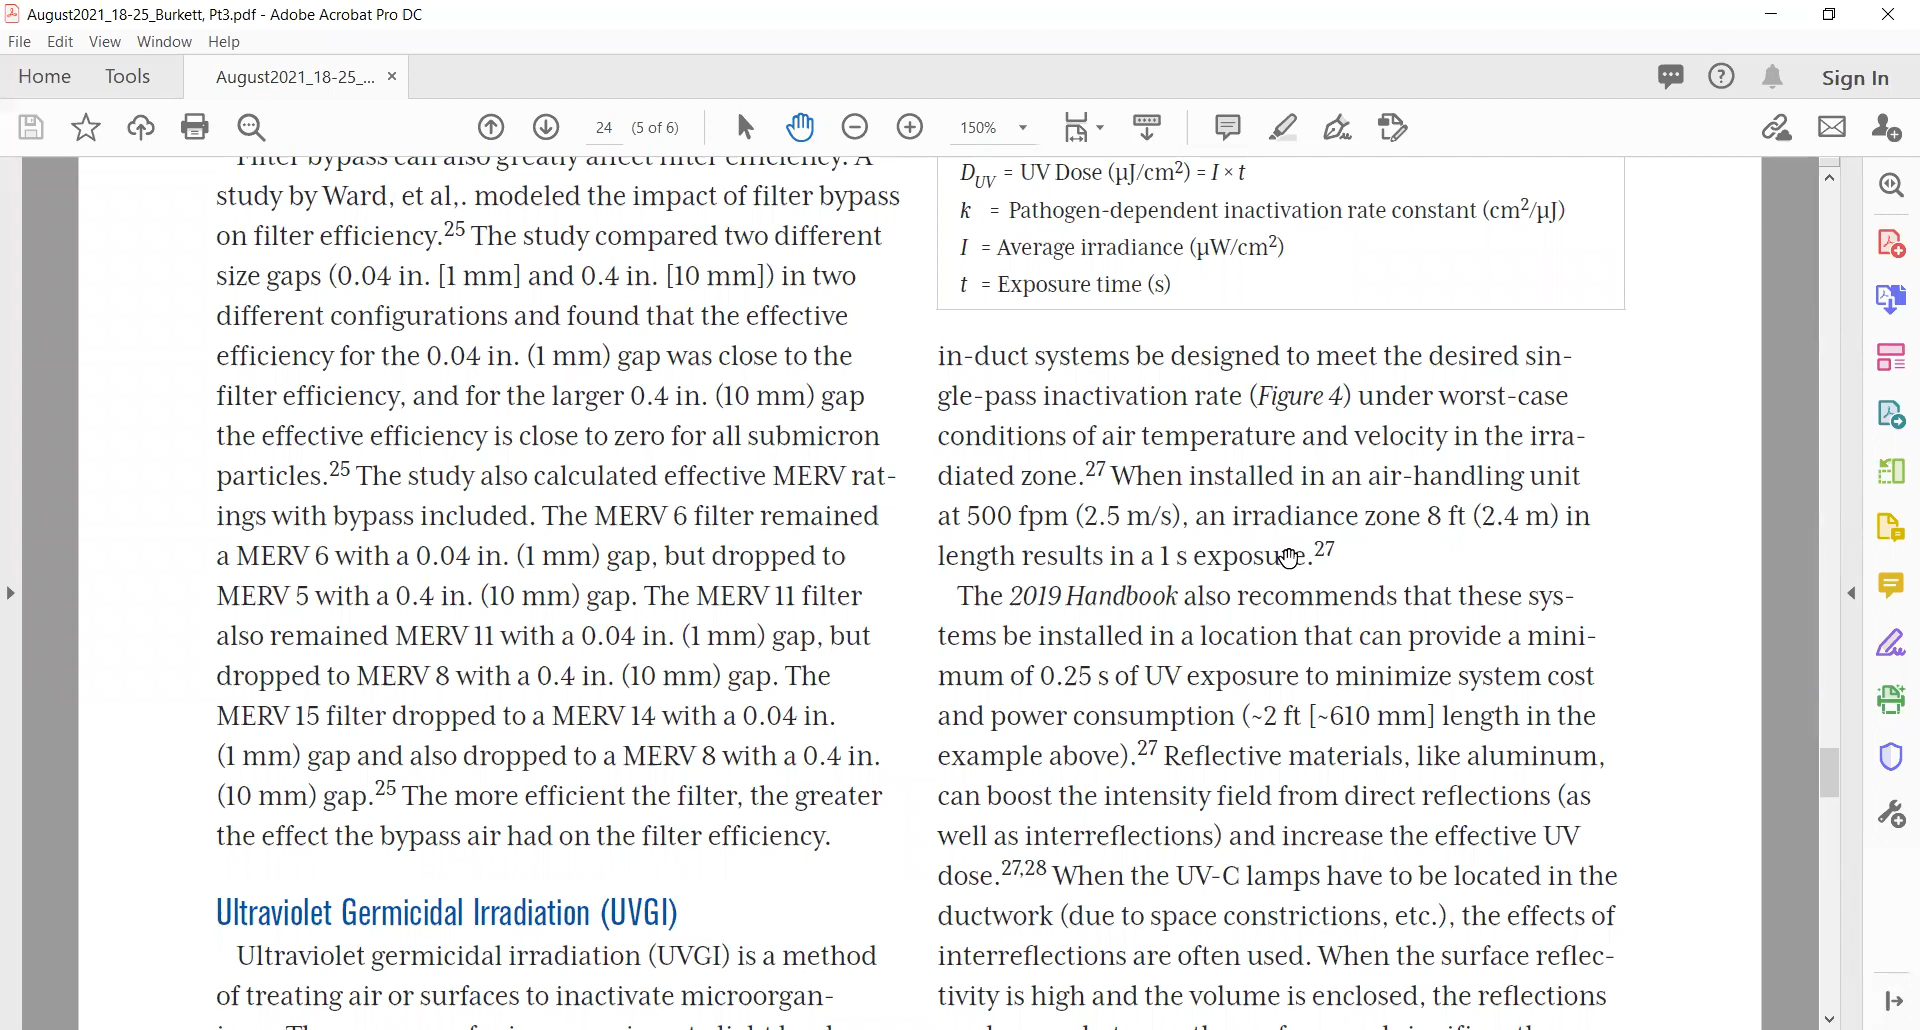 August2021_18-25_Burkett, Pt3.pdf - Adobe Acrobat Pro DC
File Edit View Window Help
Home Tools August2021_18-25_... × Sign In
24 (5 of 6) 150%
Filter bypass can also greatly affect filter efficiency. A
study by Ward, et al,. modeled the impact of filter bypass
on filter efficiency.25 The study compared two different
size gaps (0.04 in. [1 mm] and 0.4 in. [10 mm]) in two
different configurations and found that the effective
efficiency for the 0.04 in. (1 mm) gap was close to the
filter efficiency, and for the larger 0.4 in. (10 mm) gap
the effective efficiency is close to zero for all submicron
particles.25 The study also calculated effective MERV rat-
ings with bypass included. The MERV 6 filter remained
a MERV 6 with a 0.04 in. (1 mm) gap, but dropped to
MERV 5 with a 0.4 in. (10 mm) gap. The MERV 11 filter
also remained MERV 11 with a 0.04 in. (1 mm) gap, but
dropped to MERV 8 with a 0.4 in. (10 mm) gap. The
MERV 15 filter dropped to a MERV 14 with a 0.04 in.
(1 mm) gap and also dropped to a MERV 8 with a 0.4 in.
(10 mm) gap.25 The more efficient the filter, the greater
the effect the bypass air had on the filter efficiency.
Ultraviolet Germicidal Irradiation (UVGI)
Ultraviolet germicidal irradiation (UVGI) is a method
of treating air or surfaces to inactivate microorgan-
DUV = UV Dose (µJ/cm2) = I × t
k = Pathogen-dependent inactivation rate constant (cm2/µJ)
I = Average irradiance (µW/cm2)
t = Exposure time (s)
in-duct systems be designed to meet the desired sin-
gle-pass inactivation rate (Figure 4) under worst-case
conditions of air temperature and velocity in the irra-
diated zone.27 When installed in an air-handling unit
at 500 fpm (2.5 m/s), an irradiance zone 8 ft (2.4 m) in
length results in a 1 s exposure.27
The 2019 Handbook also recommends that these sys-
tems be installed in a location that can provide a mini-
mum of 0.25 s of UV exposure to minimize system cost
and power consumption (~2 ft [~610 mm] length in the
example above).27 Reflective materials, like aluminum,
can boost the intensity field from direct reflections (as
well as interreflections) and increase the effective UV
dose.27,28 When the UV-C lamps have to be located in the
ductwork (due to space constrictions, etc.), the effects of
interreflections are often used. When the surface reflec-
tivity is high and the volume is enclosed, the reflections